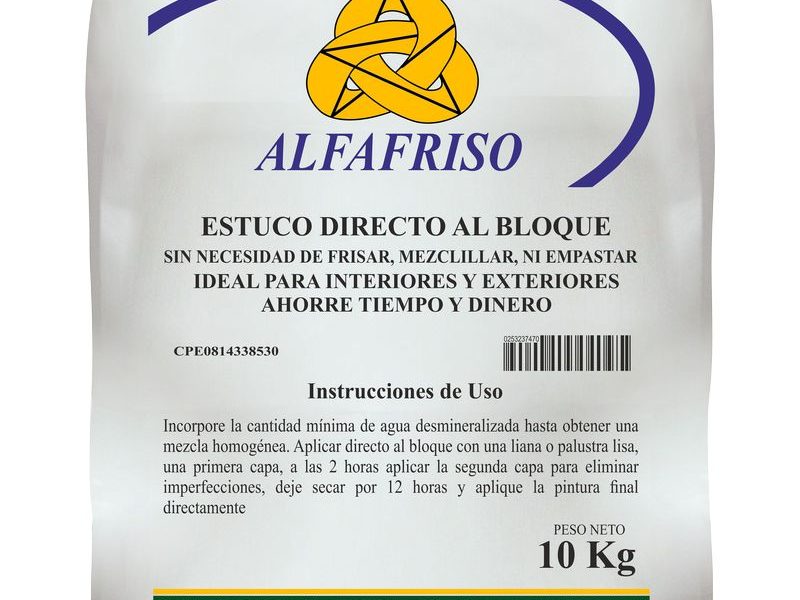 ALFAFRISO
ESTUCO DIRECTO AL BLOQUE
SIN NECESIDAD DE FRISAR, MEZCLILLAR, NI EMPASTAR
IDEAL PARA INTERIORES Y EXTERIORES
AHORRE TIEMPO Y DINERO
CPE0814338530
0253237470
Instrucciones de Uso
Incorpore la cantidad mínima de agua desmineralizada hasta obtener una
mezcla homogénea. Aplicar directo al bloque con una liana o palustra lisa,
una primera capa, a las 2 horas aplicar la segunda capa para eliminar
imperfecciones, deje secar por 12 horas y aplique la pintura final
directamente
PESO NETO
10 Kg